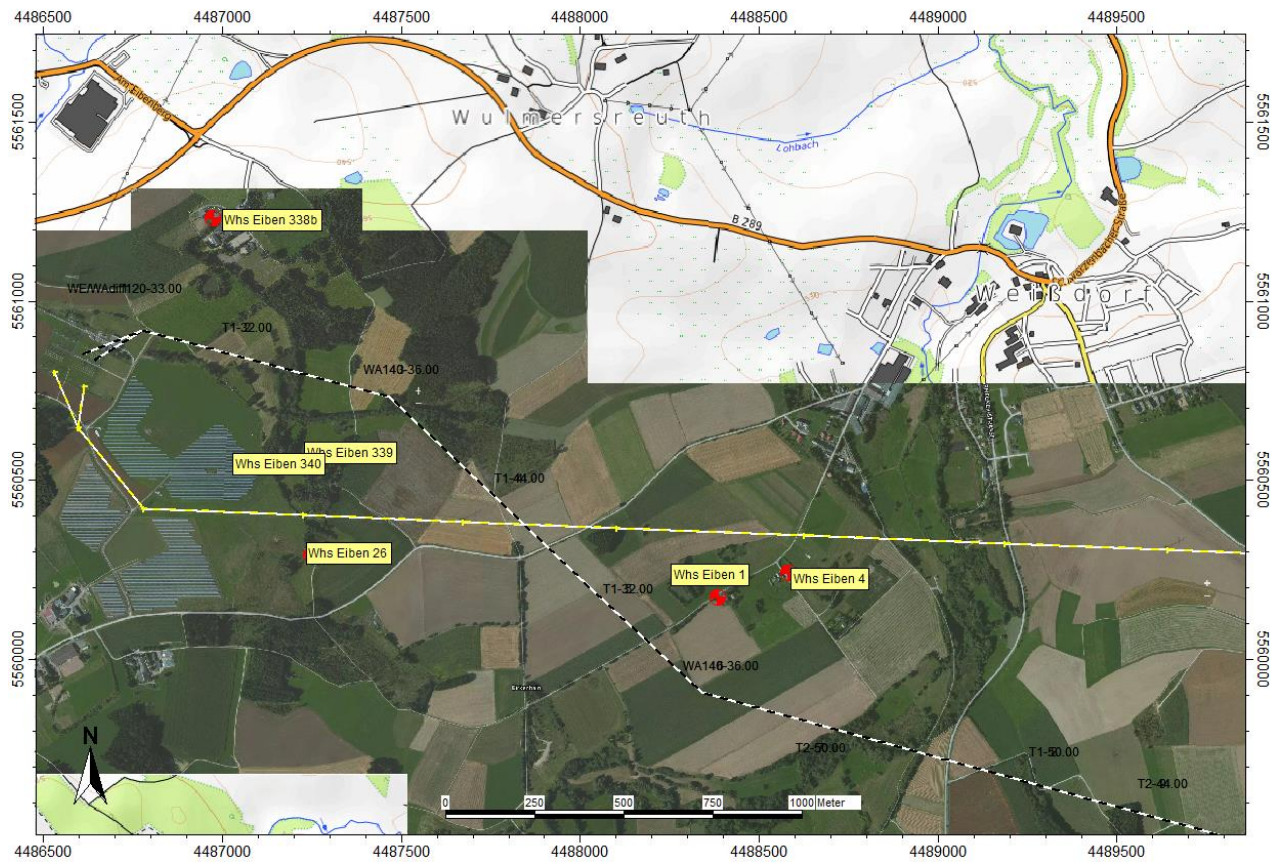 4486500 4487000 4487500 4488000 4488500 4489000 4489500
5561500
5561000
5560500
5560000
Am Eibenberg
Wulmersreuth
Lohbach
540
520
B 289
Weißdorf
Whs Eiben 338b
WE/WAdiff120-33.00
T1-32.00
WA140-36.00
Whs Eiben 339
Whs Eiben 340
T1-44.00
Whs Eiben 26
Whs Eiben 1
Whs Eiben 4
T1-32.00
WA140-36.00
T2-50.00
T1-50.00
T2-44.00
N
0 250 500 750 1000 Meter
5561500
5561000
5560500
5560000
4486500 4487000 4487500 4488000 4488500 4489000 4489500